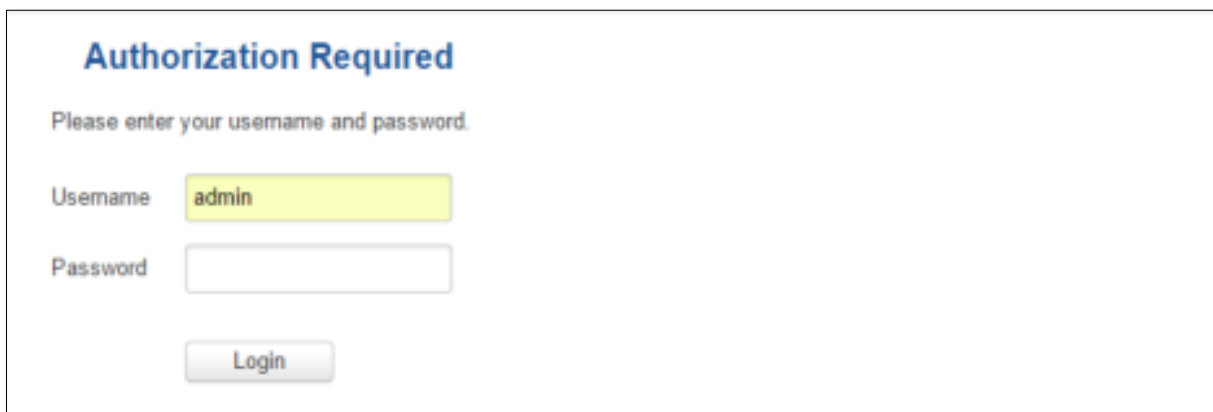 Authorization Required
Please enter your username and password.
Username admin
Password
Login